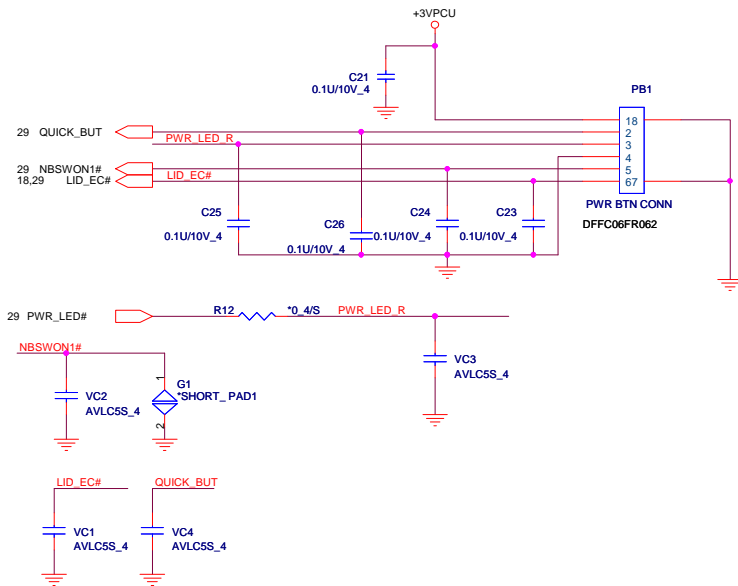 +3VPCU
C21
0.1U/10V_4
PB1
29 QUICK_BUT
PWR_LED_R
29 NBSWON1#
18,29 LID_EC#
LID_EC#
18
2
3
4
5
67
PWR BTN CONN
DFFC06FR062
C25
0.1U/10V_4
C26
0.1U/10V_4
C24
0.1U/10V_4
C23
0.1U/10V_4
29 PWR_LED#
R12
*0_4/S
PWR_LED_R
VC3
AVLC5S_4
NBSWON1#
VC2
AVLC5S_4
1
G1
*SHORT_ PAD1
2
LID_EC#
VC1
AVLC5S_4
QUICK_BUT
VC4
AVLC5S_4